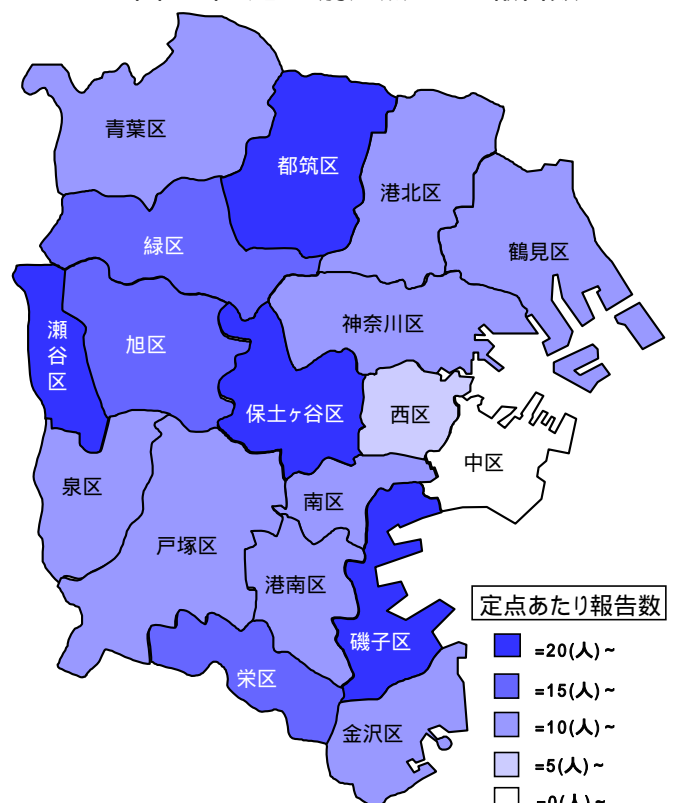 青葉区
都筑区
港北区
鶴見区
緑区
神奈川区
瀬谷区
旭区
保土ヶ谷区
西区
中区
泉区
南区
戸塚区
港南区
磯子区
栄区
金沢区
定点あたり報告数
=20(人)~
=15(人)~
=10(人)~
=5(人)~
=0(人)~